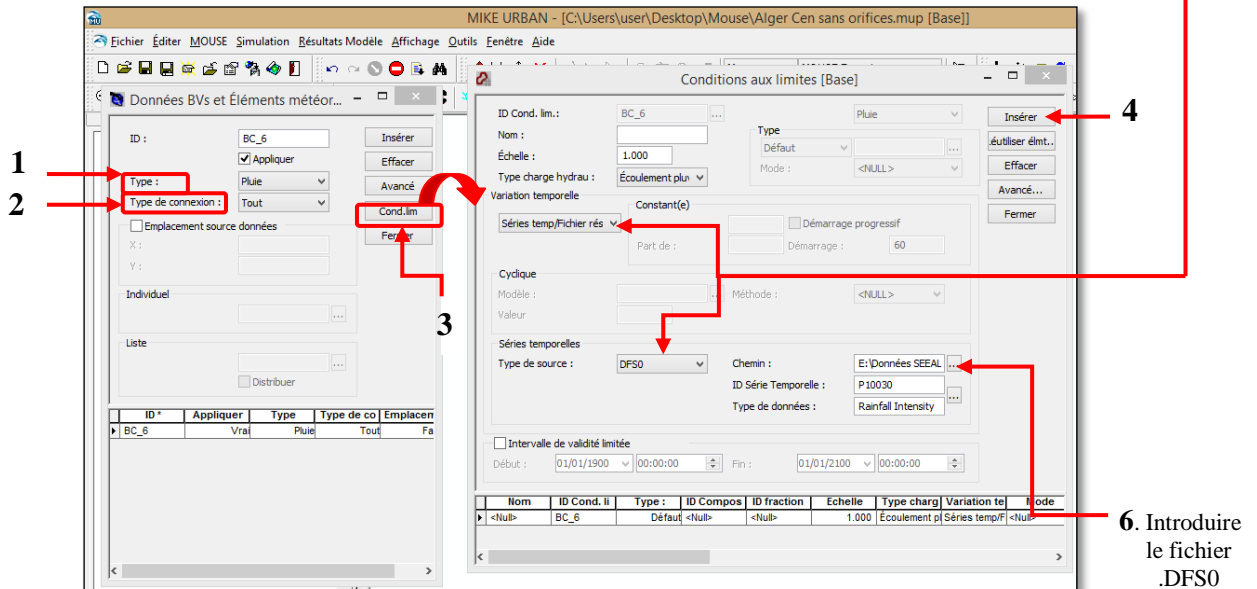 MIKE URBAN - [C:\Users\user\Desktop\Mouse\Alger Cen sans orifices.mup [Base]]
Fichier Éditer MOUSE Simulation Résultats Modèle Affichage Outils Fenêtre Aide
Données BVs et Éléments météor...
ID : BC_6 Insérer
Appliquer Effacer
1
Type : Pluie Avancé
2
Type de connexion : Tout Cond.lim
Emplacement source données Fermer
X :
Y :
Individuel
...
3
Liste
...
Distribuer
ID * Appliquer Type Type de co Emplacem
BC_6 Vrai Pluie Tout Fa
Conditions aux limites [Base]
ID Cond. lim.: BC_6 ... Pluie Insérer
4
Nom : Type .éutiliser élmt..
Échelle : 1.000 Défaut ... Effacer
Type charge hydrau : Écoulement pluv Mode : <NULL> Avancé...
Variation temporelle Constant(e) Fermer
Séries temp/Fichier rés Démarrage progressif
Part de : Démarrage : 60
Cyclique
Modèle : ... Méthode : <NULL>
Valeur
Séries temporelles
Type de source : DFS0 Chemin : E:\Données SEEAL ...
ID Série Temporelle : P10030
...
Type de données : Rainfall Intensity
Intervalle de validité limitée
Début : 01/01/1900 00:00:00 Fin : 01/01/2100 00:00:00
Nom ID Cond. li Type : ID Compos ID fraction Echelle Type charg Variation te Mode
<Null> BC_6 Défaut <Null> <Null> 1.000 Écoulement pl Séries temp/F <Null>
6. Introduire
le fichier
.DFS0